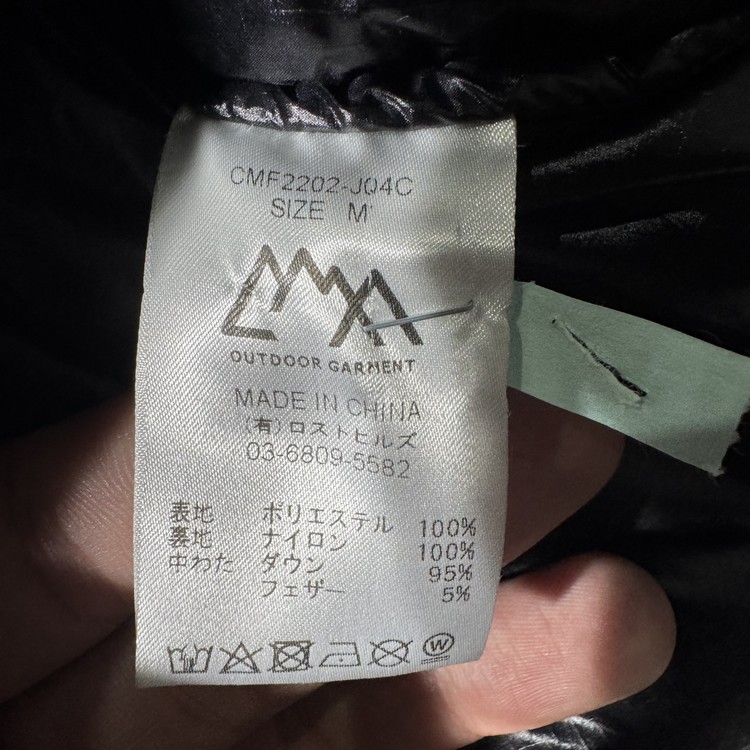 CMF2202-J04C
SIZE M
OUTDOOR GARMENT
MADE IN CHINA
(有)ロストヒルズ
03-6809-5582
表地 ポリエステル 100%
裏地 ナイロン 100%
中わた ダウン 95%
フェザー 5%
W